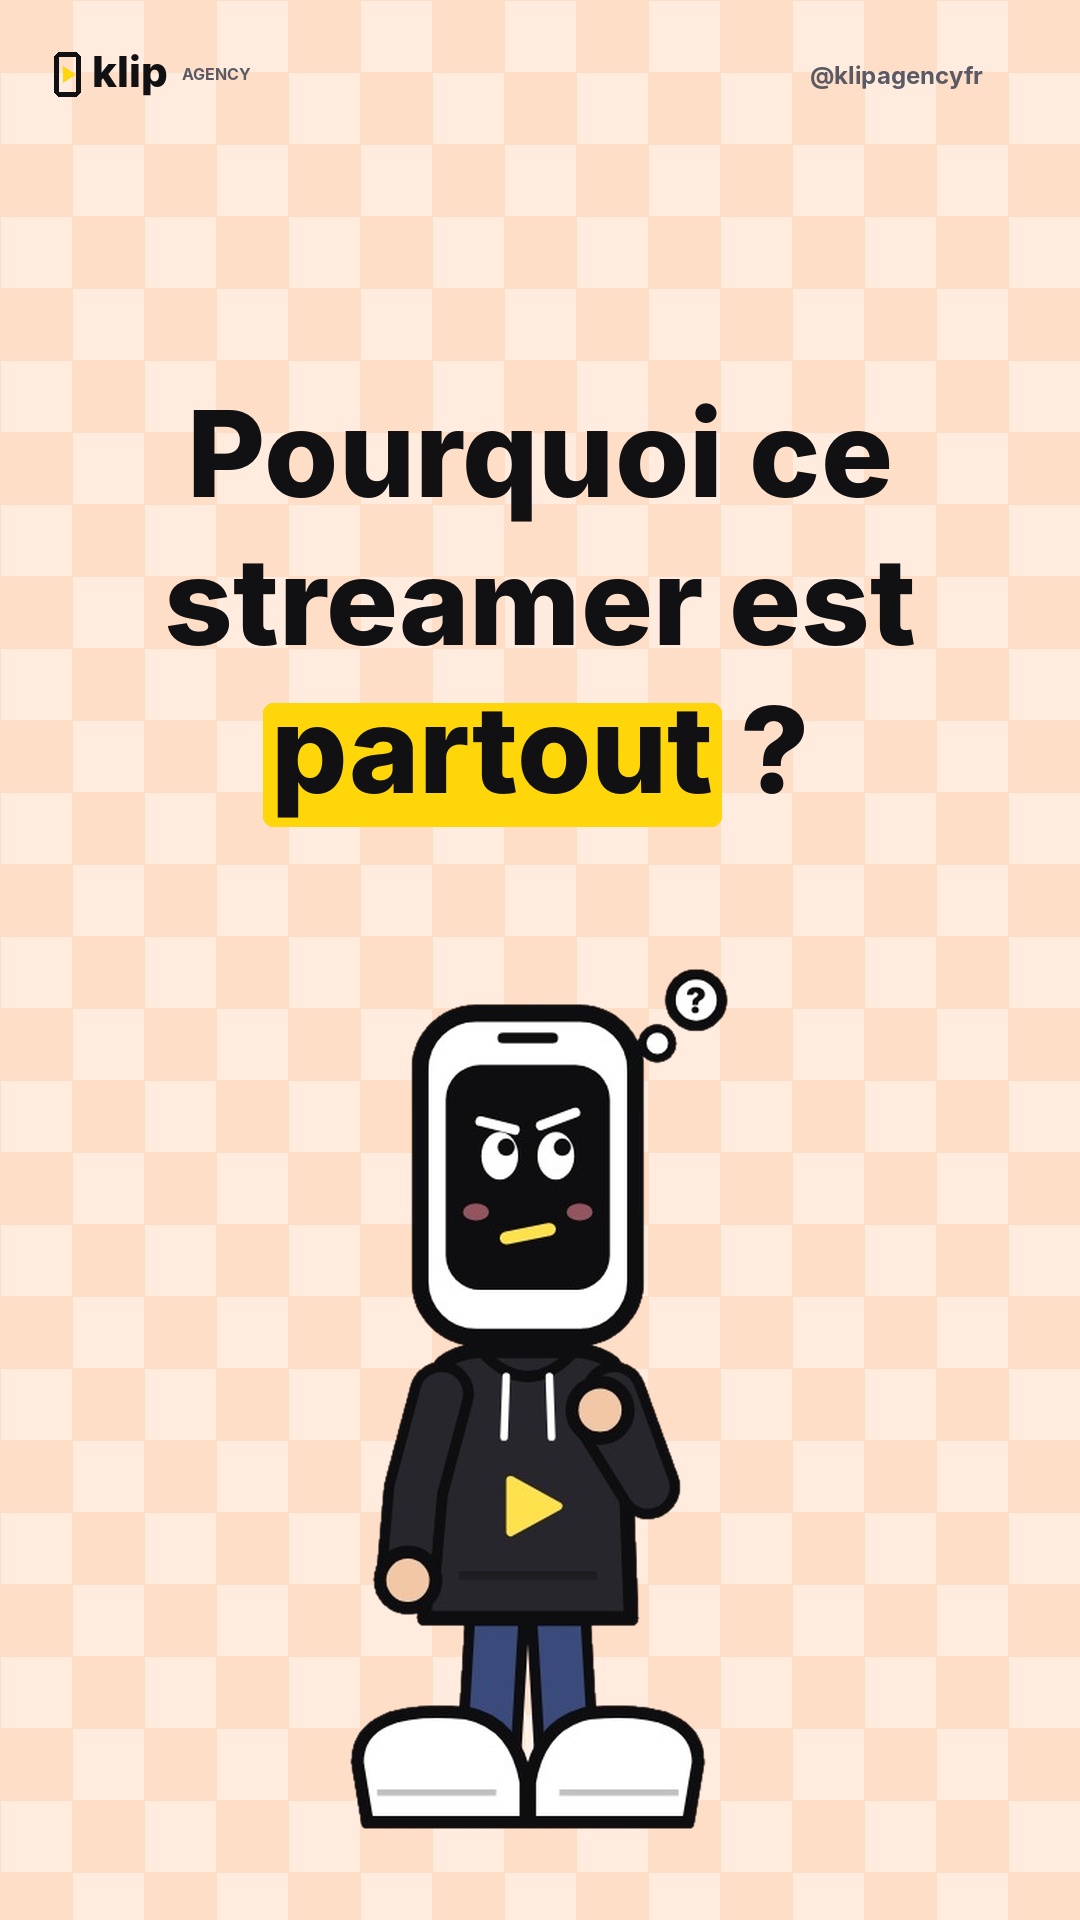 klip AGENCY
@klipagencyfr
Pourquoi ce
streamer est
partout ?
?